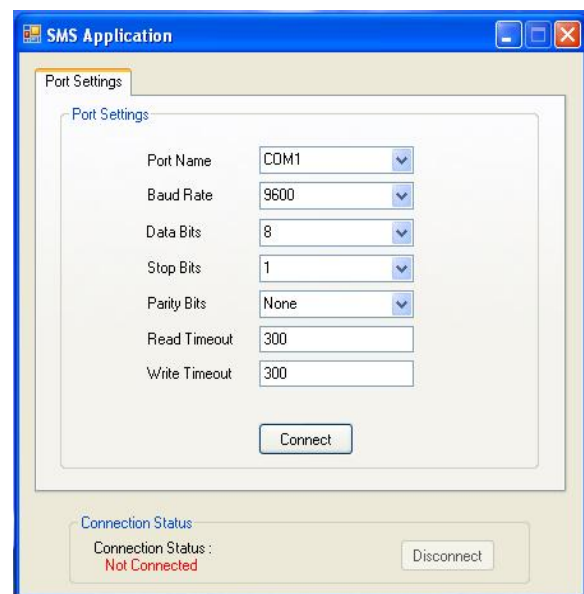 SMS Application
Port Settings
Port Settings
Port Name COM1
Baud Rate 9600
Data Bits 8
Stop Bits 1
Parity Bits None
Read Timeout 300
Write Timeout 300
Connect
Connection Status
Connection Status :
Not Connected
Disconnect